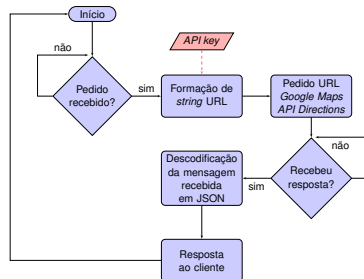 Início
API key
não
Pedido
recebido?
sim
Formação de
string URL
Pedido URL
Google Maps
API Directions
não
Descodificação
da mensagem
recebida
em JSON
sim
Recebeu
resposta?
Resposta
ao cliente